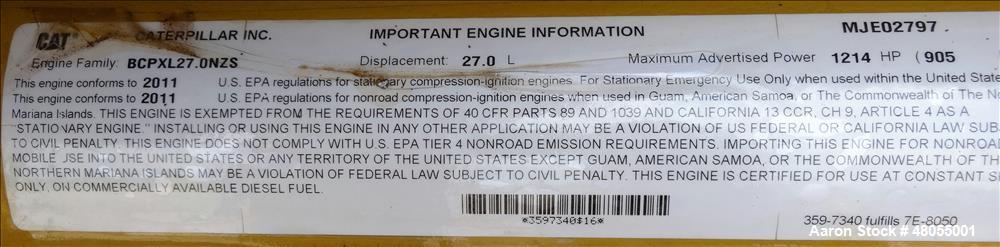 CAT CATERPILLAR INC. IMPORTANT ENGINE INFORMATION MJE02797
Engine Family: BCPXL27.0NZS Displacement: 27.0 L Maximum Advertised Power 1214 HP ( 905
This engine conforms to 2011 U.S. EPA regulations for stationary compression-ignition engines. For Stationary Emergency Use Only when used within the United State
This engine conforms to 2011 U.S. EPA regulations for nonroad compression-ignition engines when used in Guam, American Samoa, or The Commonwealth of The No
Mariana Islands. THIS ENGINE IS EXEMPTED FROM THE REQUIREMENTS OF 40 CFR PARTS 89 AND 1039 AND CALIFORNIA 13 CCR, CH 9, ARTICLE 4 AS A
"STATIONARY ENGINE." INSTALLING OR USING THIS ENGINE IN ANY OTHER APPLICATION MAY BE A VIOLATION OF US FEDERAL OR CALIFORNIA LAW SUB
TO CIVIL PENALTY. THIS ENGINE DOES NOT COMPLY WITH U.S. EPA TIER 4 NONROAD EMISSION REQUIREMENTS. IMPORTING THIS ENGINE FOR NONROAD
MOBILE USE INTO THE UNITED STATES OR ANY TERRITORY OF THE UNITED STATES EXCEPT GUAM, AMERICAN SAMOA, OR THE COMMONWEALTH OF TH
NORTHERN MARIANA ISLANDS MAY BE A VIOLATION OF FEDERAL LAW SUBJECT TO CIVIL PENALTY. THIS ENGINE IS CERTIFIED FOR USE AT CONSTANT S
ONLY, ON COMMERCIALLY AVAILABLE DIESEL FUEL.
*3597340$16*
359-7340 fulfills 7E-8050
Aaron Stock # 48055001